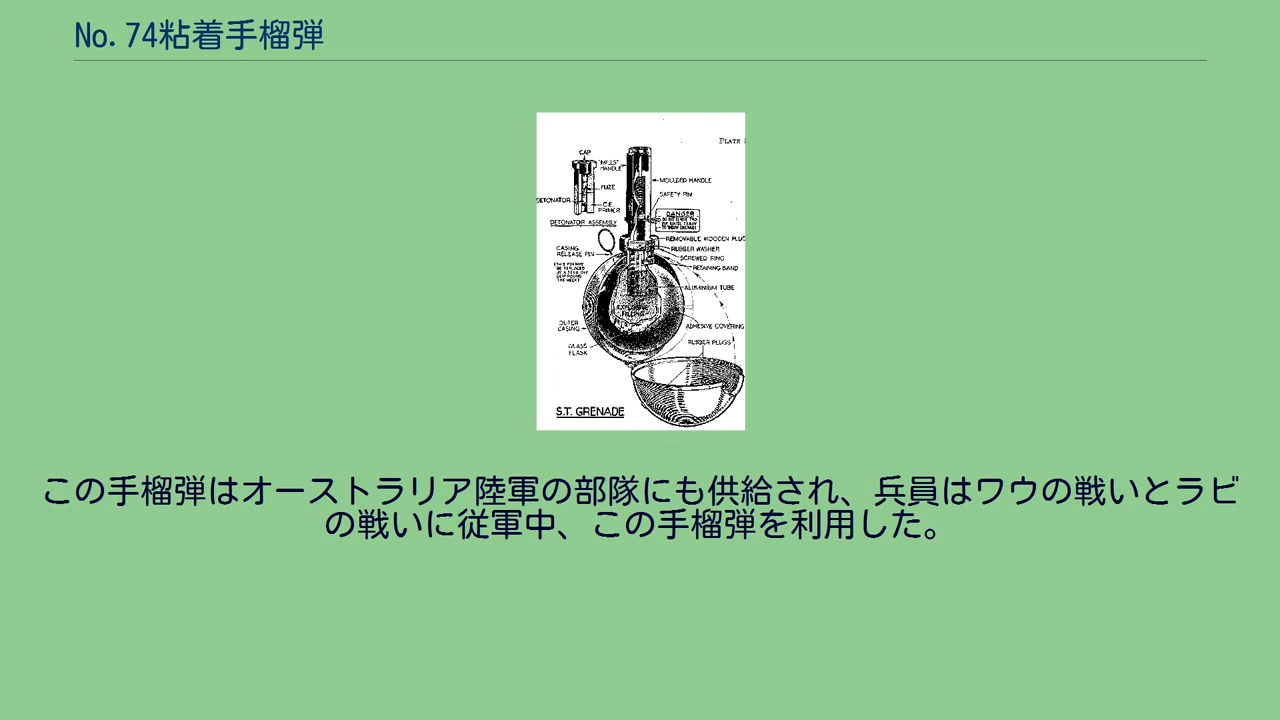 No.74粘着手榴弾
PLATE
CAP
"MILLS"
HANDLE
MOULDED HANDLE
FUZE
SAFETY PIN
DETONATOR
C.E.
PRIMER
DANGER
DETONATOR ASSEMBLY
REMOVABLE WOODEN PLUG
RUBBER WASHER
CASING
RELEASE PIN
SCREWED RING
RETAINING BAND
ALUMINIUM TUBE
EXPLOSIVE
FILLING
OUTER
CASING
ADHESIVE COVERING
GLASS
FLASK
RUBBER PLUGS
S.T. GRENADE
この手榴弾はオーストラリア陸軍の部隊にも供給され、兵員はワウの戦いとラビ
の戦いに従軍中、この手榴弾を利用した。